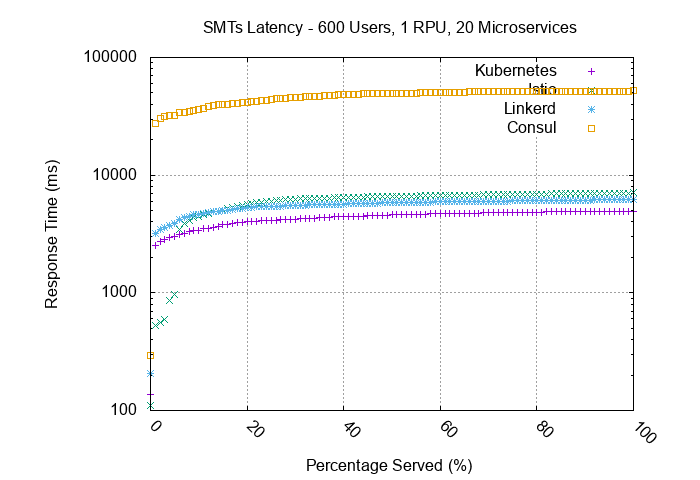 SMTs Latency - 600 Users, 1 RPU, 20 Microservices
100000
10000
1000
100
Response Time (ms)
Kubernetes
Istio
Linkerd
Consul
0
20
40
60
80
100
Percentage Served (%)